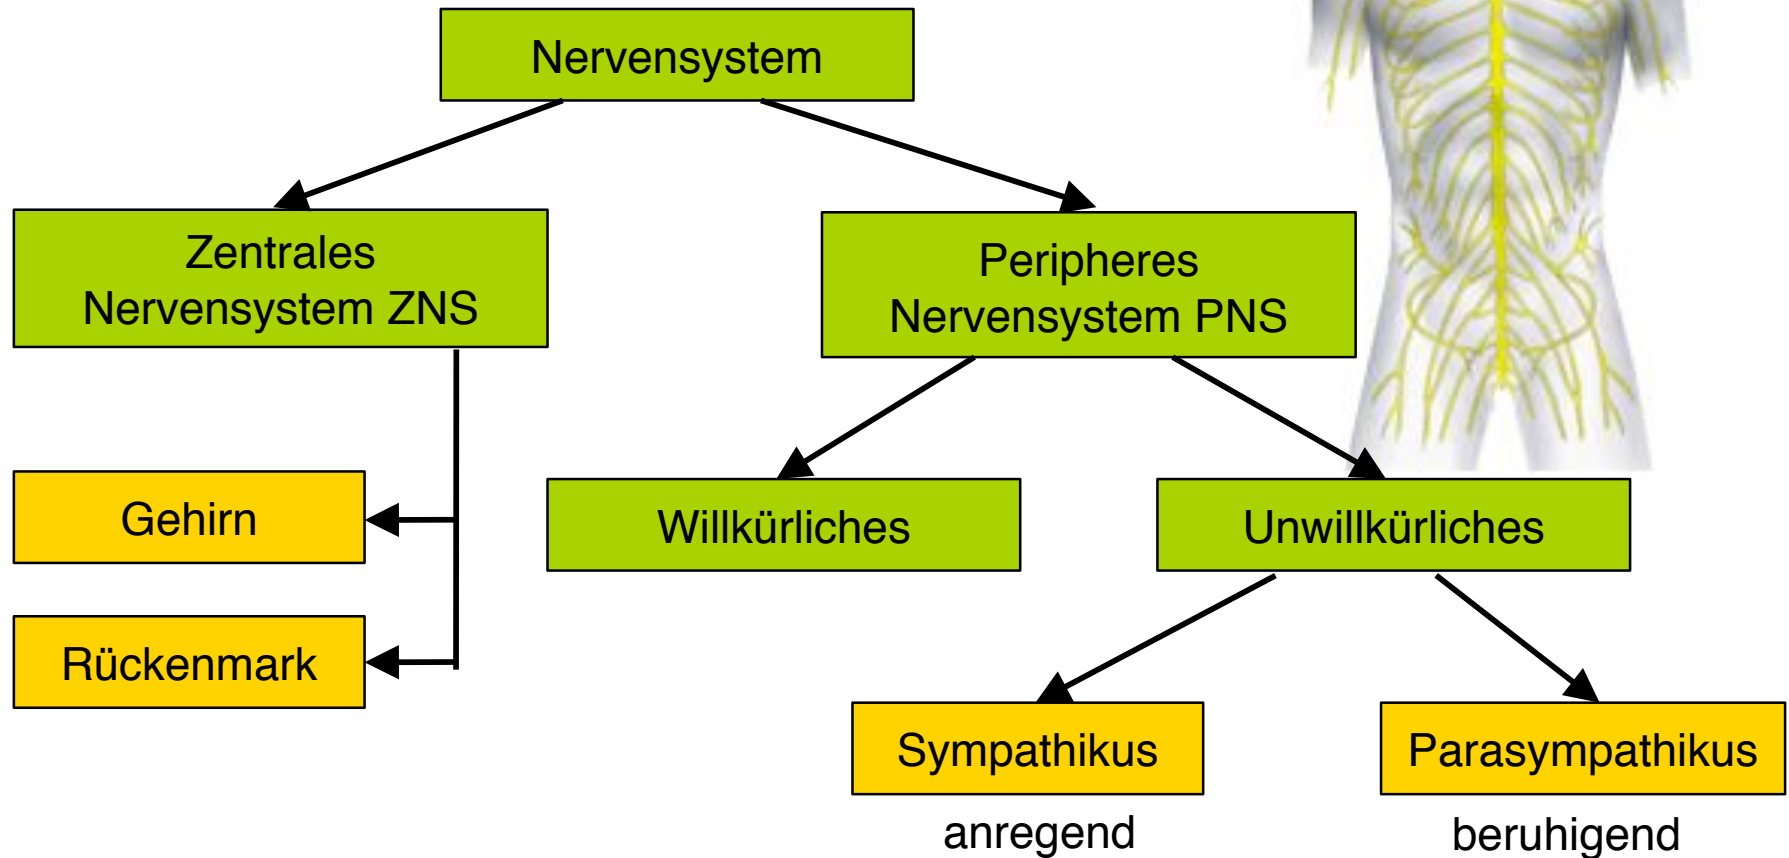 Nervensystem
Zentrales
Nervensystem ZNS
Peripheres
Nervensystem PNS
Gehirn
Willkürliches
Unwillkürliches
Rückenmark
Sympathikus
Parasympathikus
anregend
beruhigend